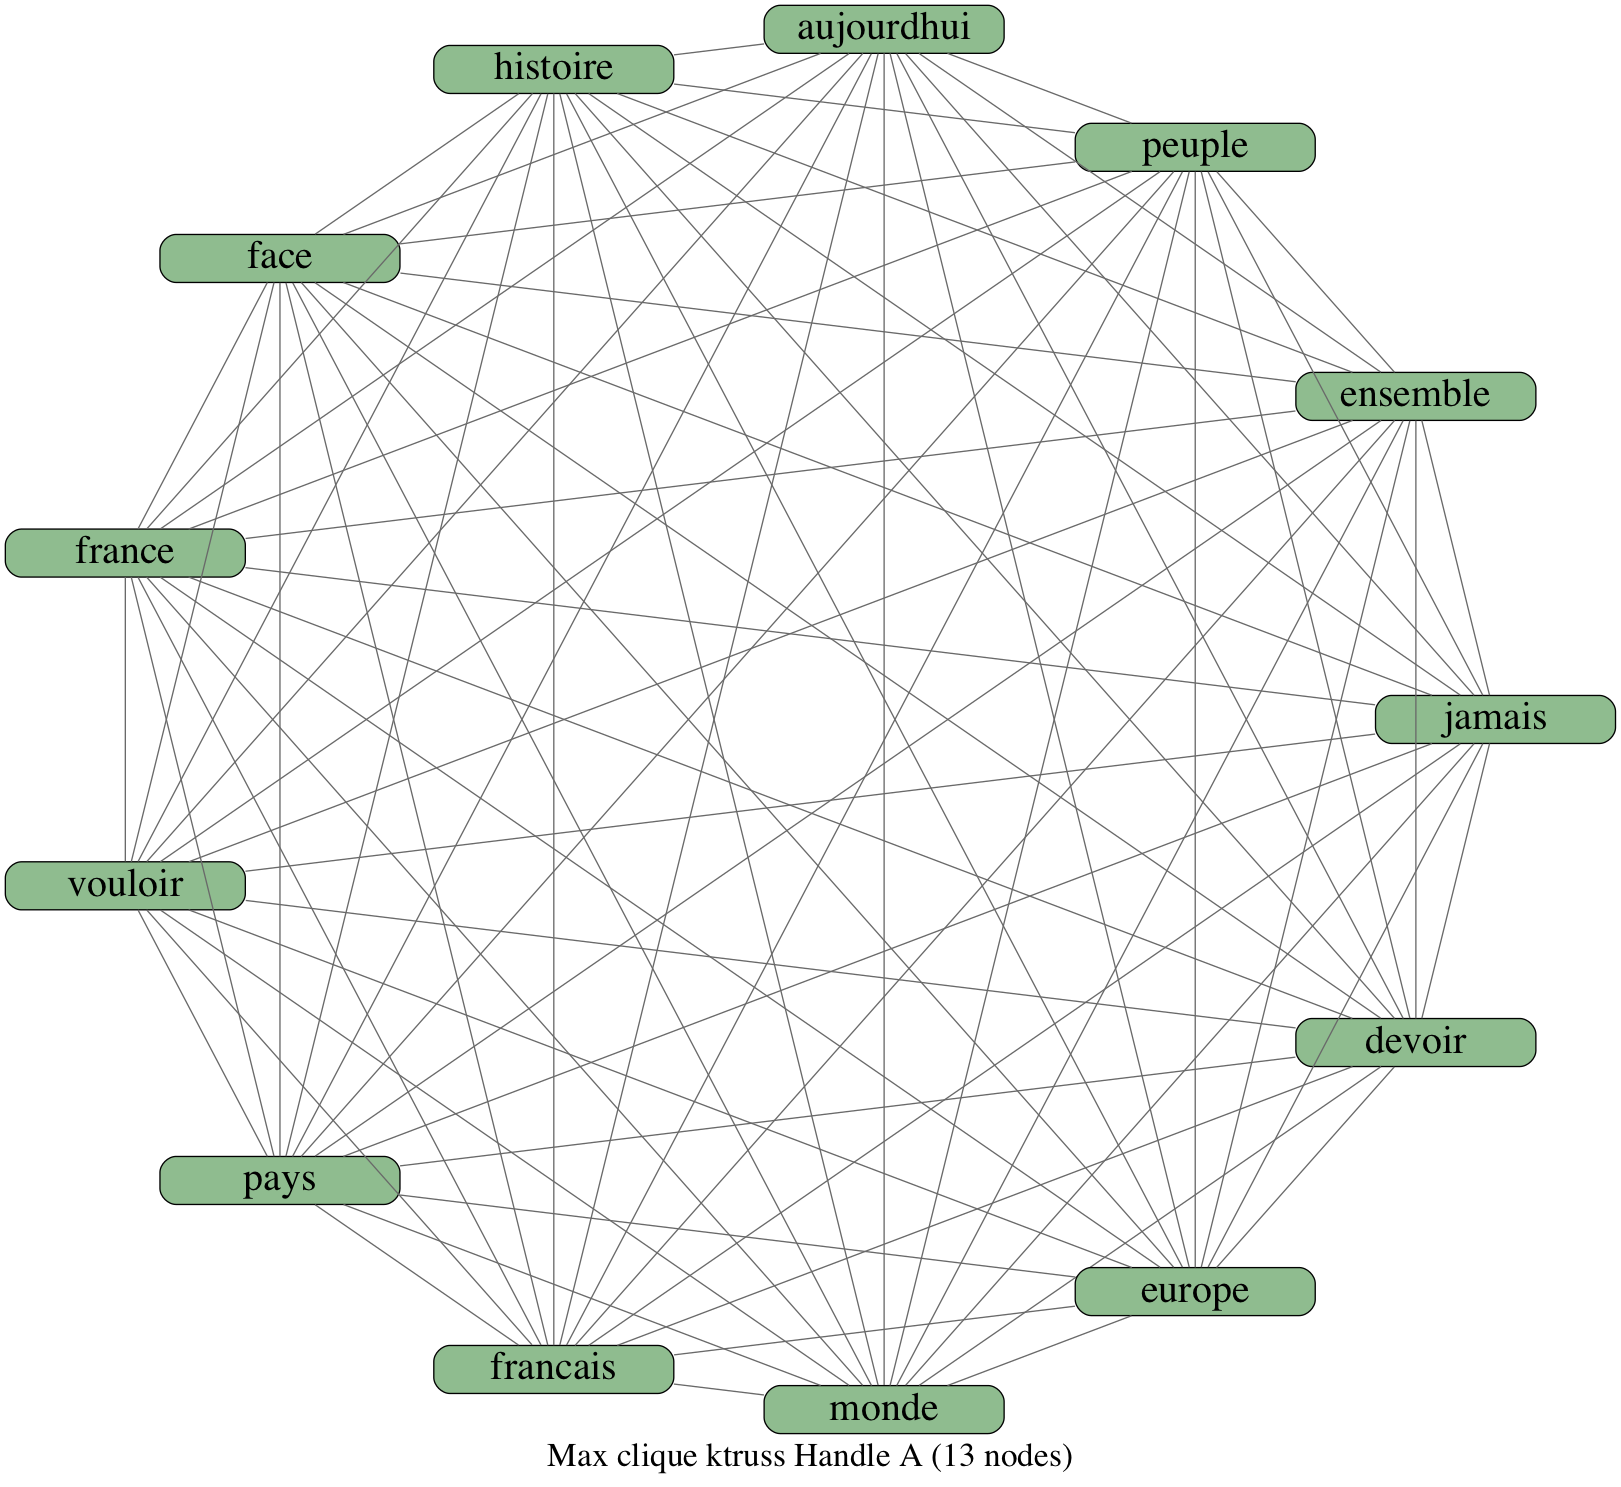 aujourdhui
histoire
peuple
face
ensemble
france
jamais
vouloir
devoir
pays
europe
francais
monde
Max clique ktruss Handle A (13 nodes)